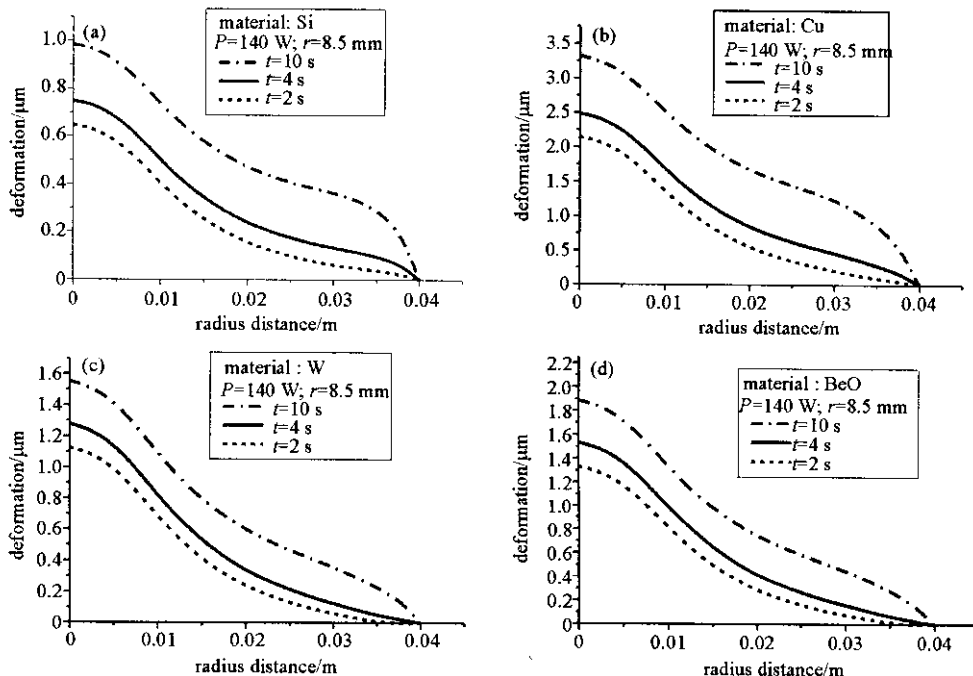 (a)
material: Si
P=140 W; r=8.5 mm
t=10 s
t=4 s
t=2 s
deformation/μm
1.0
0.8
0.6
0.4
0.2
0
0 0.01 0.02 0.03 0.04
radius distance/m
(b)
material: Cu
P=140 W; r=8.5 mm
t=10 s
t=4 s
t=2 s
deformation/μm
3.5
3.0
2.5
2.0
1.5
1.0
0.5
0
0 0.01 0.02 0.03 0.04
radius distance/m
(c)
material : W
P=140 W; r=8.5 mm
t=10 s
t=4 s
t=2 s
deformation/μm
1.6
1.4
1.2
1.0
0.8
0.6
0.4
0.2
0
0 0.01 0.02 0.03 0.04
radius distance/m
(d)
material : BeO
P=140 W; r=8.5 mm
t=10 s
t=4 s
t=2 s
deformation/μm
2.2
2.0
1.8
1.6
1.4
1.2
1.0
0.8
0.6
0.4
0.2
0
0 0.01 0.02 0.03 0.04
radius distance/m